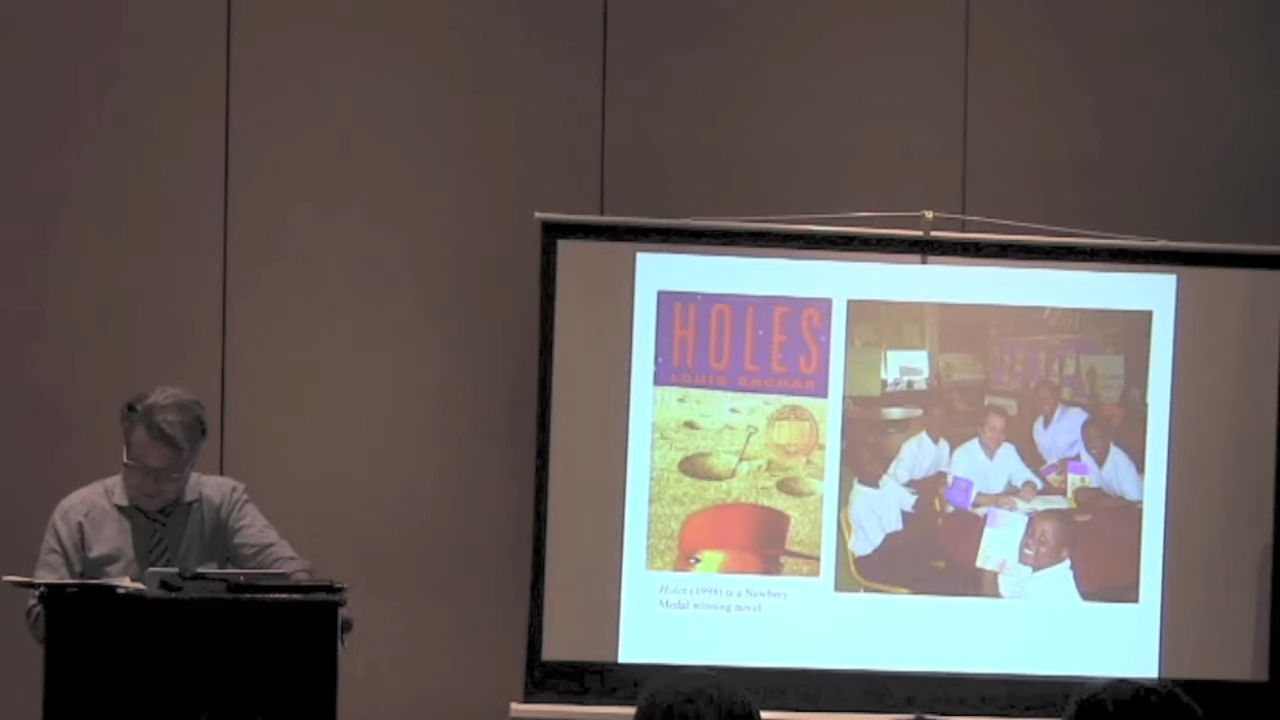 HOLES
LOUIS SACHAR
Holes (1998) is a Newbery
Medal winning novel